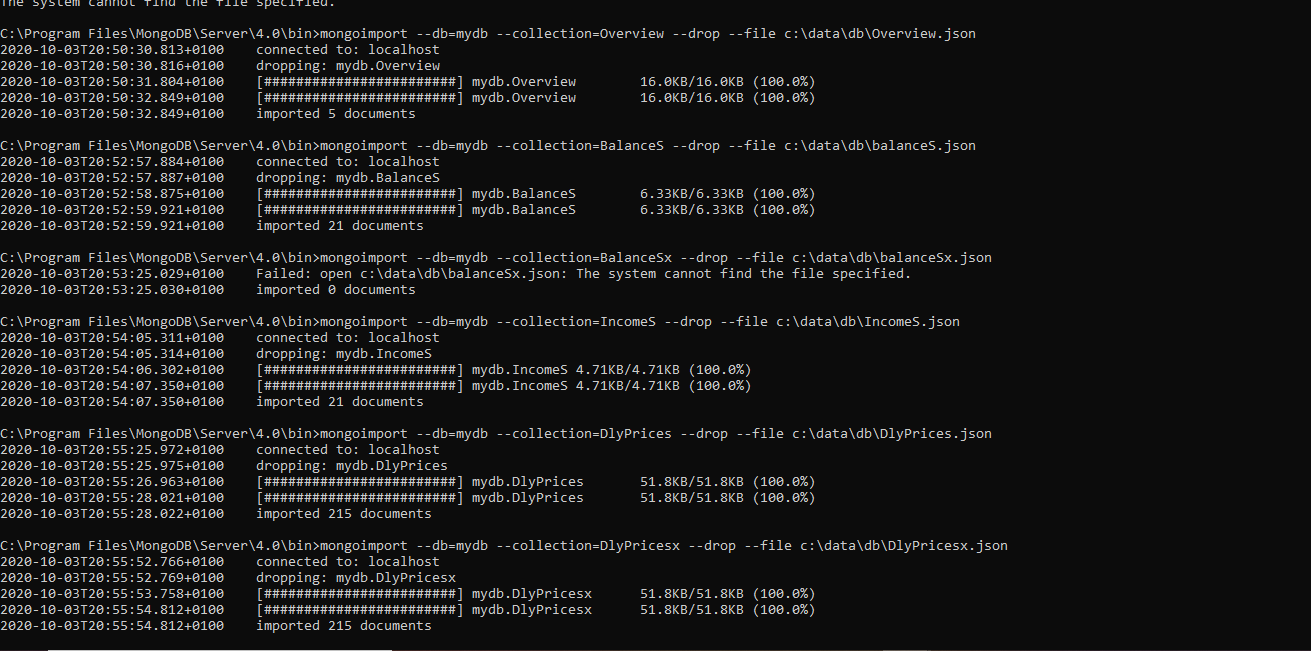 The system cannot find the file specified.
C:\Program Files\MongoDB\Server\4.0\bin>mongoimport --db=mydb --collection=Overview --drop --file c:\data\db\Overview.json
2020-10-03T20:50:30.813+0100    connected to: localhost
2020-10-03T20:50:30.816+0100    dropping: mydb.Overview
2020-10-03T20:50:31.804+0100    [########################] mydb.Overview        16.0KB/16.0KB (100.0%)
2020-10-03T20:50:32.849+0100    [########################] mydb.Overview        16.0KB/16.0KB (100.0%)
2020-10-03T20:50:32.849+0100    imported 5 documents
C:\Program Files\MongoDB\Server\4.0\bin>mongoimport --db=mydb --collection=BalanceS --drop --file c:\data\db\balanceS.json
2020-10-03T20:52:57.884+0100    connected to: localhost
2020-10-03T20:52:57.887+0100    dropping: mydb.BalanceS
2020-10-03T20:52:58.875+0100    [########################] mydb.BalanceS        6.33KB/6.33KB (100.0%)
2020-10-03T20:52:59.921+0100    [########################] mydb.BalanceS        6.33KB/6.33KB (100.0%)
2020-10-03T20:52:59.921+0100    imported 21 documents
C:\Program Files\MongoDB\Server\4.0\bin>mongoimport --db=mydb --collection=BalanceSx --drop --file c:\data\db\balanceSx.json
2020-10-03T20:53:25.029+0100    Failed: open c:\data\db\balanceSx.json: The system cannot find the file specified.
2020-10-03T20:53:25.030+0100    imported 0 documents
C:\Program Files\MongoDB\Server\4.0\bin>mongoimport --db=mydb --collection=IncomeS --drop --file c:\data\db\IncomeS.json
2020-10-03T20:54:05.311+0100    connected to: localhost
2020-10-03T20:54:05.314+0100    dropping: mydb.IncomeS
2020-10-03T20:54:06.302+0100    [########################] mydb.IncomeS 4.71KB/4.71KB (100.0%)
2020-10-03T20:54:07.350+0100    [########################] mydb.IncomeS 4.71KB/4.71KB (100.0%)
2020-10-03T20:54:07.350+0100    imported 21 documents
C:\Program Files\MongoDB\Server\4.0\bin>mongoimport --db=mydb --collection=DlyPrices --drop --file c:\data\db\DlyPrices.json
2020-10-03T20:55:25.972+0100    connected to: localhost
2020-10-03T20:55:25.975+0100    dropping: mydb.DlyPrices
2020-10-03T20:55:26.963+0100    [########################] mydb.DlyPrices       51.8KB/51.8KB (100.0%)
2020-10-03T20:55:28.021+0100    [########################] mydb.DlyPrices       51.8KB/51.8KB (100.0%)
2020-10-03T20:55:28.022+0100    imported 215 documents
C:\Program Files\MongoDB\Server\4.0\bin>mongoimport --db=mydb --collection=DlyPricesx --drop --file c:\data\db\DlyPricesx.json
2020-10-03T20:55:52.766+0100    connected to: localhost
2020-10-03T20:55:52.769+0100    dropping: mydb.DlyPricesx
2020-10-03T20:55:53.758+0100    [########################] mydb.DlyPricesx      51.8KB/51.8KB (100.0%)
2020-10-03T20:55:54.812+0100    [########################] mydb.DlyPricesx      51.8KB/51.8KB (100.0%)
2020-10-03T20:55:54.812+0100    imported 215 documents